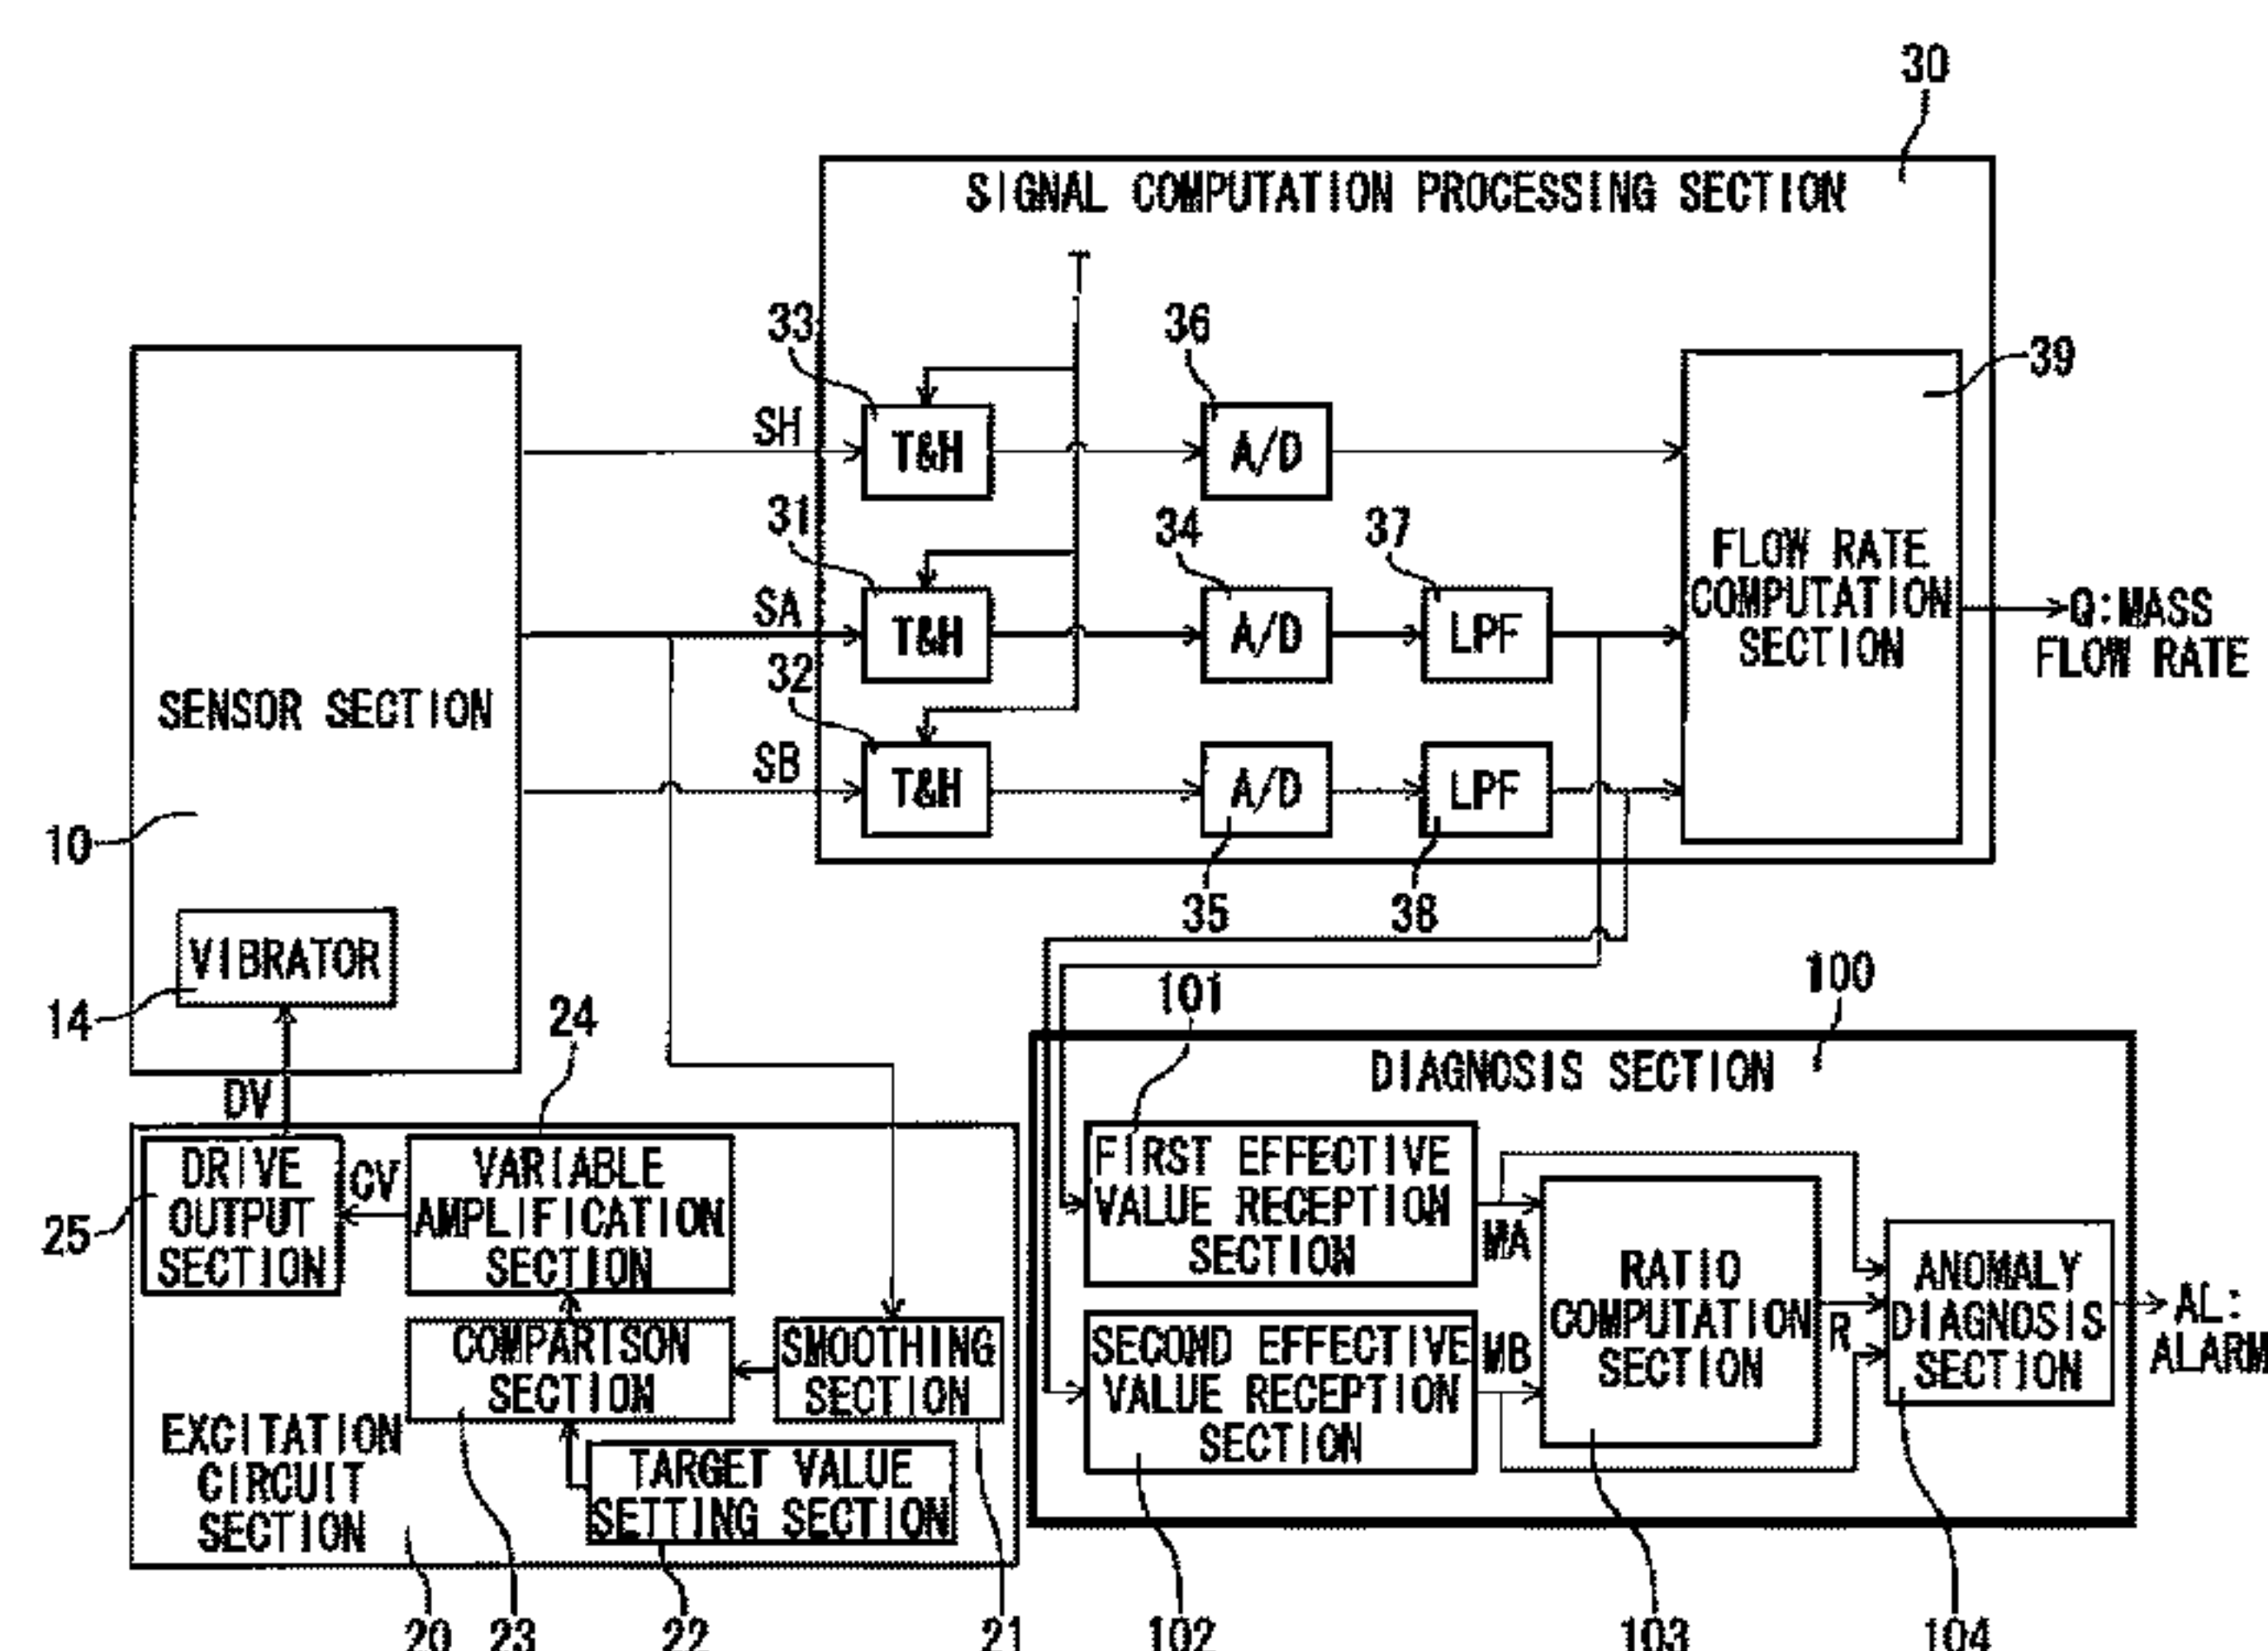 30
SIGNAL COMPUTATION PROCESSING SECTION
T
33
36
39
SH
T&H
A/D
31
34
37
FLOW RATE
COMPUTATION
SECTION
SA
T&H
A/D
LPF
Q:MASS
FLOW RATE
32
SENSOR SECTION
SB
T&H
A/D
LPF
10
35
38
VIBRATOR
14
24
101
100
DIAGNOSIS SECTION
DV
DRIVE
OUTPUT
SECTION
CV
VARIABLE
AMPLIFICATION
SECTION
25
FIRST EFFECTIVE
VALUE RECEPTION
SECTION
MA
RATIO
COMPUTATION
SECTION
R
ANOMALY
DIAGNOSIS
SECTION
AL:
ALARM
COMPARISON
SECTION
SMOOTHING
SECTION
SECOND EFFECTIVE
VALUE RECEPTION
SECTION
MB
EXCITATION
CIRCUIT
SECTION
TARGET VALUE
SETTING SECTION
20
23
22
21
102
103
104